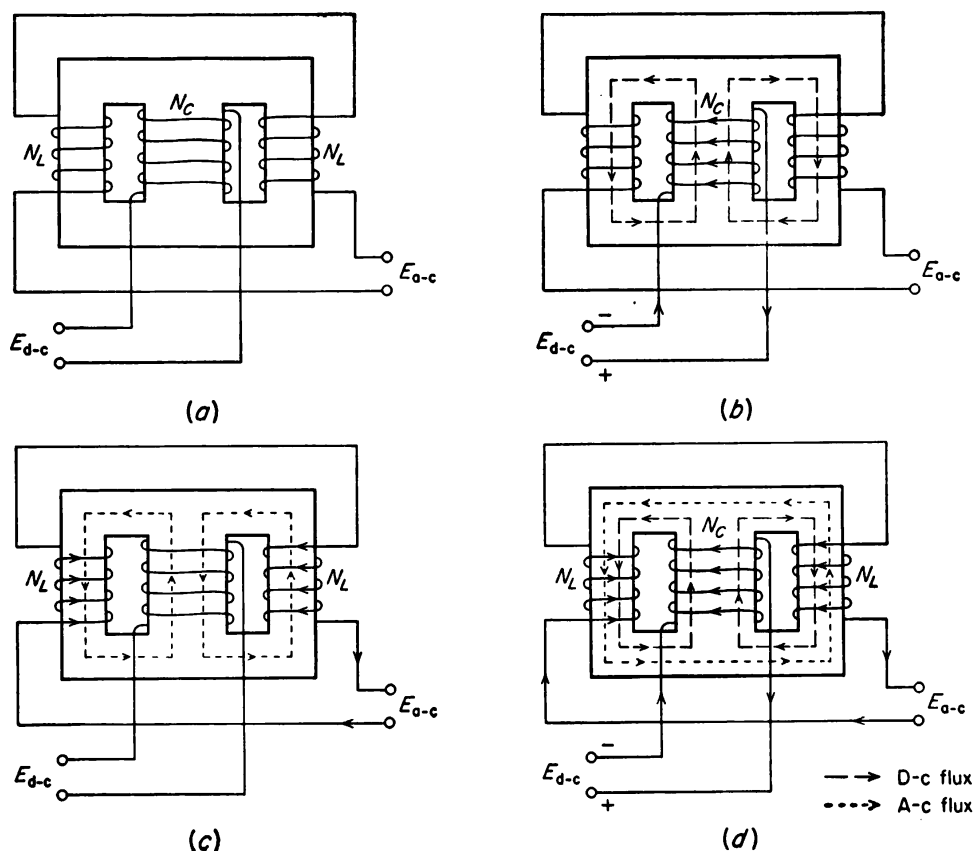 N_C
N_L
N_L
E_a-c
E_d-c
(a)
N_C
E_a-c
−
E_d-c
+
(b)
N_L
N_L
E_a-c
E_d-c
(c)
N_C
N_L
N_L
E_a-c
−
E_d-c
+
D-c flux
A-c flux
(d)